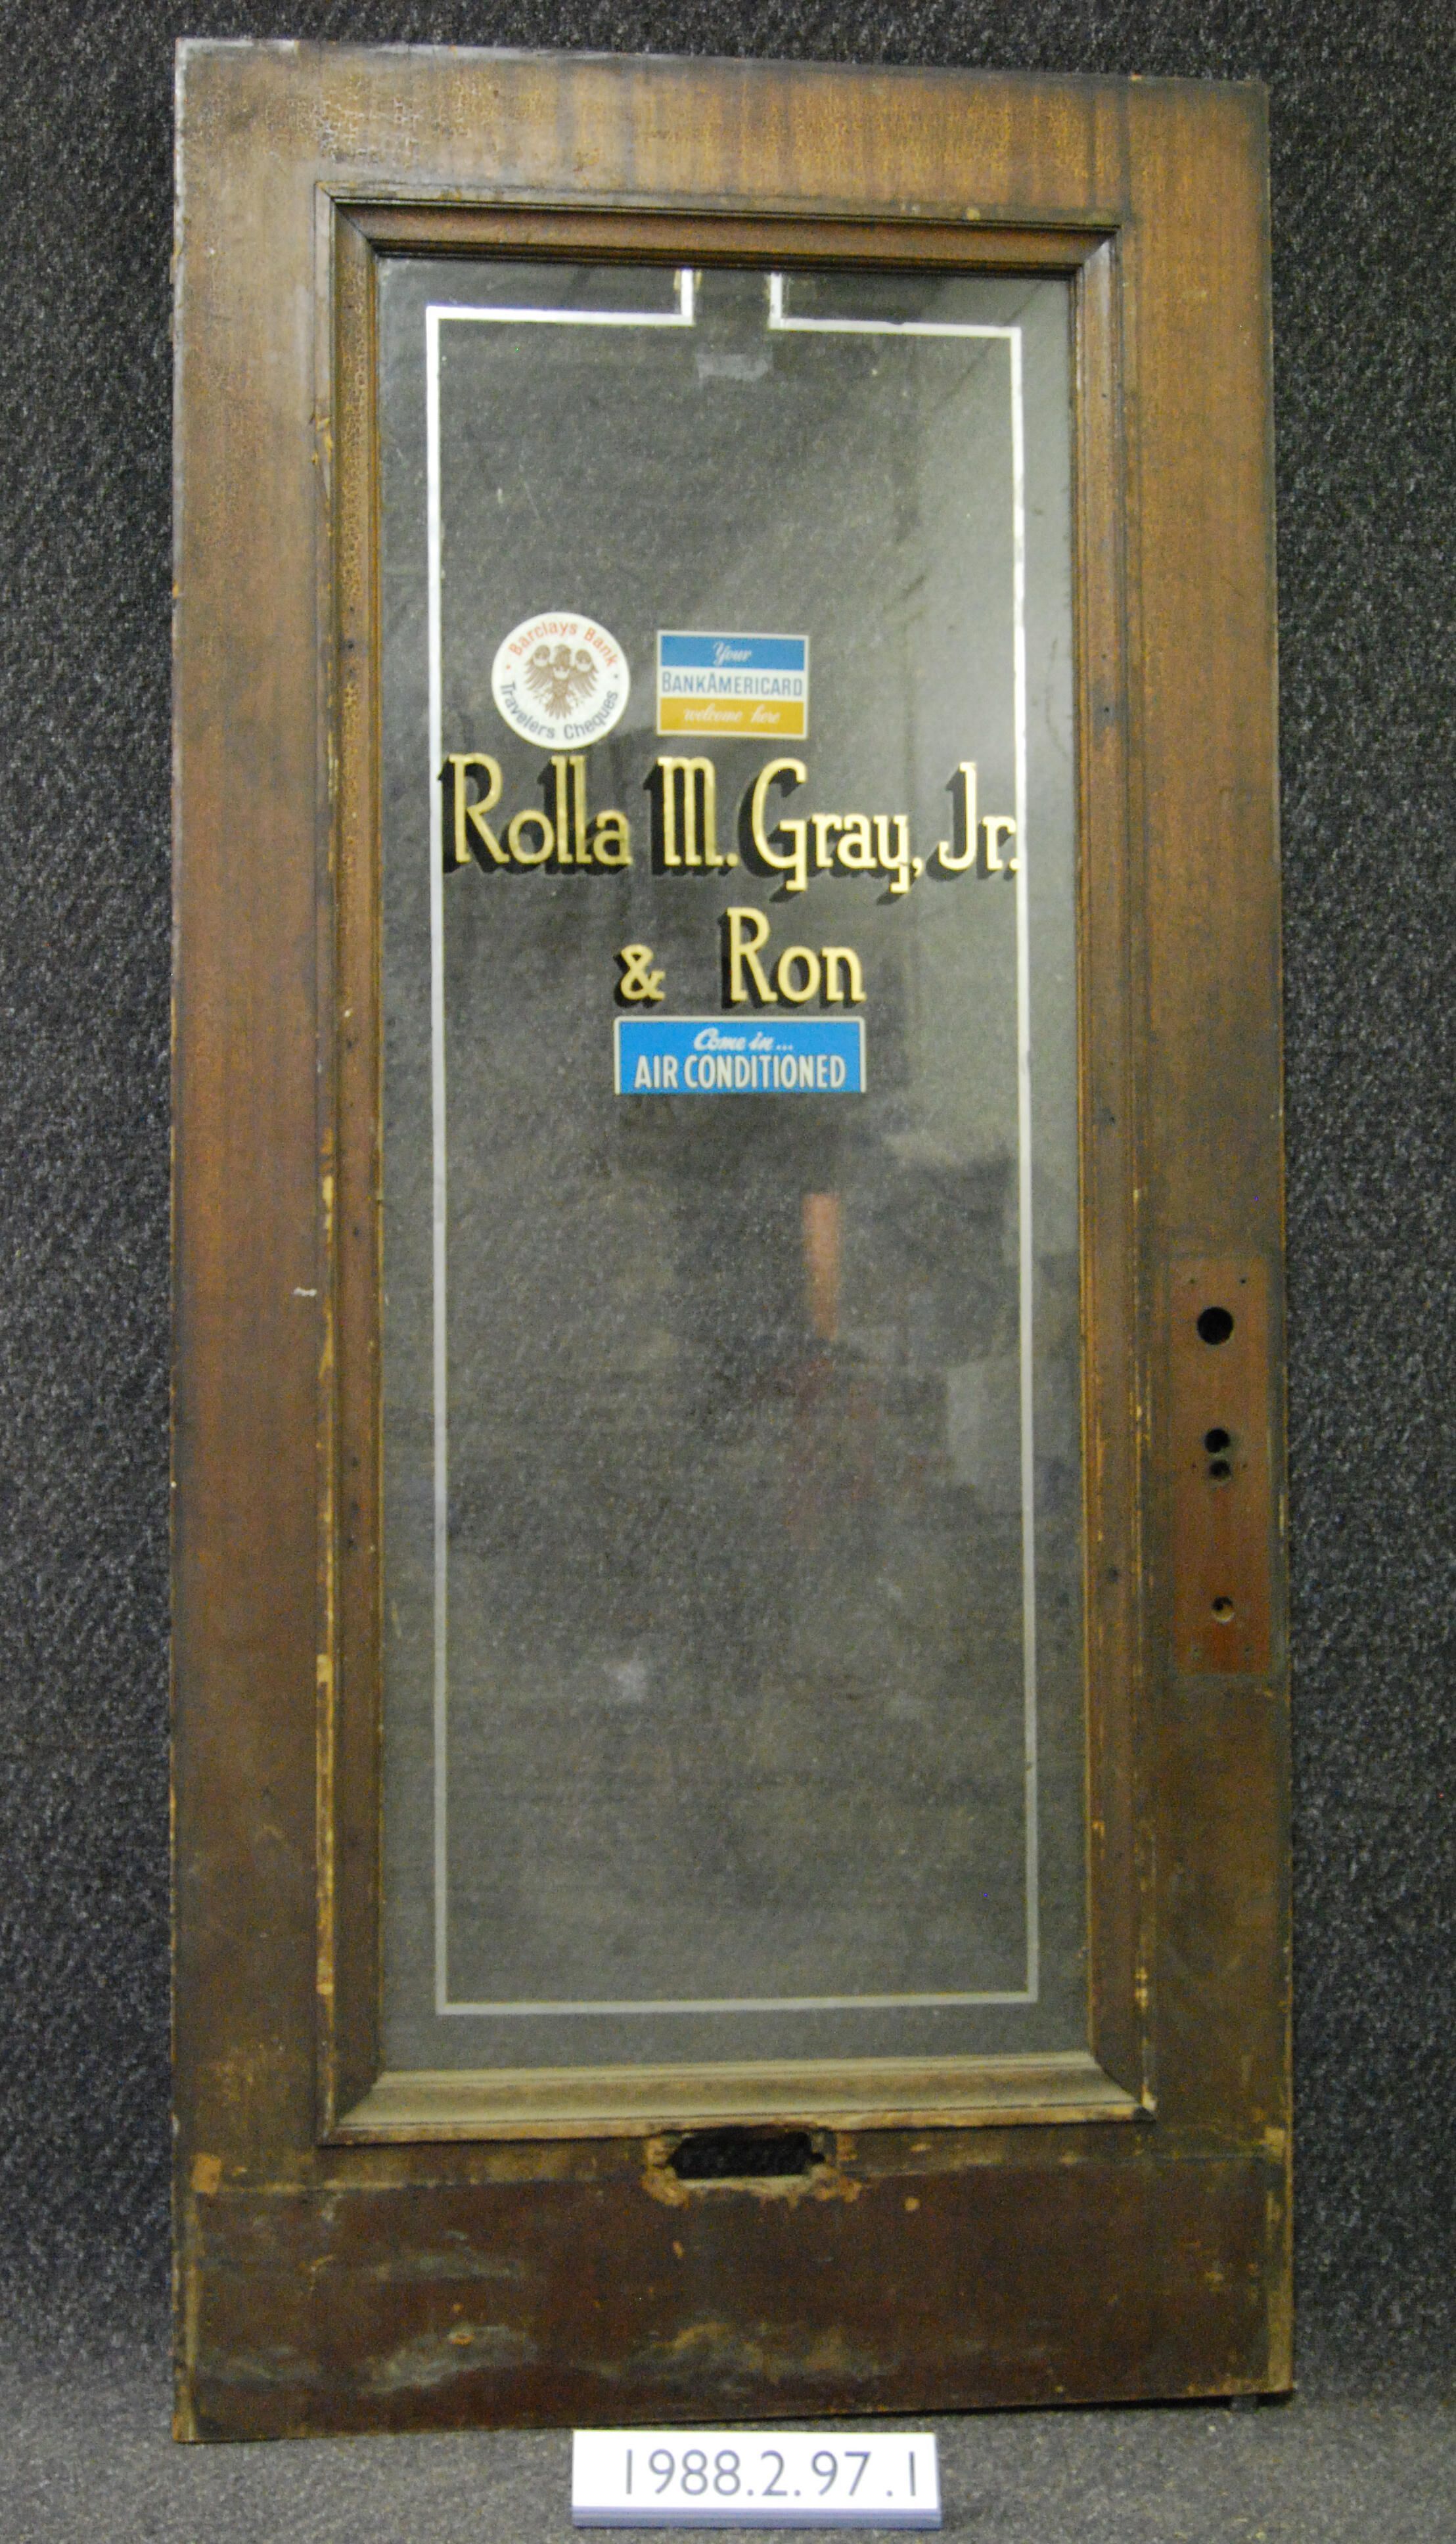 Barclays Bank
Travelers Cheques
Your
BANKAMERICARD
welcome here
Rolla M. Gray, Jr.
& Ron
Come in...
AIR CONDITIONED
1988.2.97.1